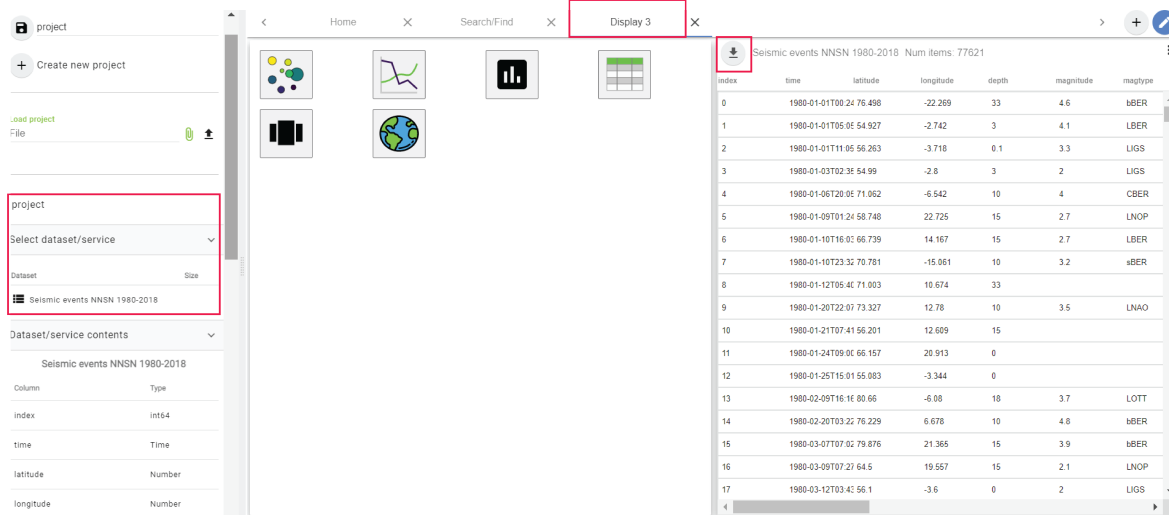 project
Create new project
Load project
File
project
Select dataset/service
Dataset Size
Seismic events NNSN 1980-2018
Dataset/service contents
Seismic events NNSN 1980-2018
Column Type
index int64
time Time
latitude Number
longitude Number
Home Search/Find Display 3
Seismic events NNSN 1980-2018 Num items: 77621
index time latitude longitude depth magnitude magtype
0 1980-01-01T00:24 76.498 -22.269 33 4.6 bBER
1 1980-01-01T05:05 54.927 -2.742 3 4.1 LBER
2 1980-01-01T11:05 56.263 -3.718 0.1 3.3 LIGS
3 1980-01-03T02:35 54.99 -2.8 3 2 LIGS
4 1980-01-06T20:05 71.062 -6.542 10 4 CBER
5 1980-01-09T01:24 58.748 22.725 15 2.7 LNOP
6 1980-01-10T16:03 66.739 14.167 15 2.7 LBER
7 1980-01-10T23:32 70.781 -15.061 10 3.2 sBER
8 1980-01-12T05:40 71.003 10.674 33
9 1980-01-20T22:07 73.327 12.78 10 3.5 LNAO
10 1980-01-21T07:41 56.201 12.609 15
11 1980-01-24T09:00 66.157 20.913 0
12 1980-01-25T15:01 55.083 -3.344 0
13 1980-02-09T16:16 80.66 -6.08 18 3.7 LOTT
14 1980-02-20T03:22 76.229 6.678 10 4.8 bBER
15 1980-03-07T07:02 79.876 21.365 15 3.9 bBER
16 1980-03-09T07:27 64.5 19.557 15 2.1 LNOP
17 1980-03-12T03:43 56.1 -3.6 0 2 LIGS